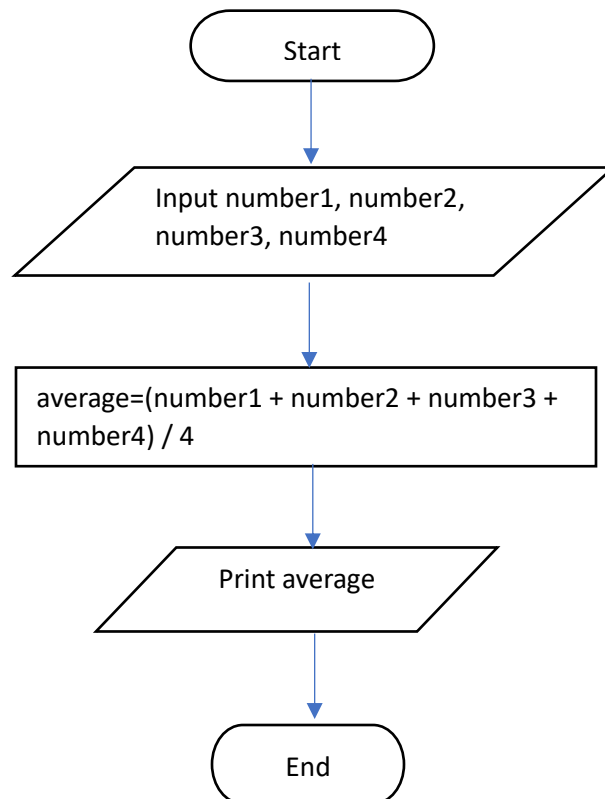 Start
Input number1, number2,
number3, number4
average=(number1 + number2 + number3 +
number4) / 4
Print average
End